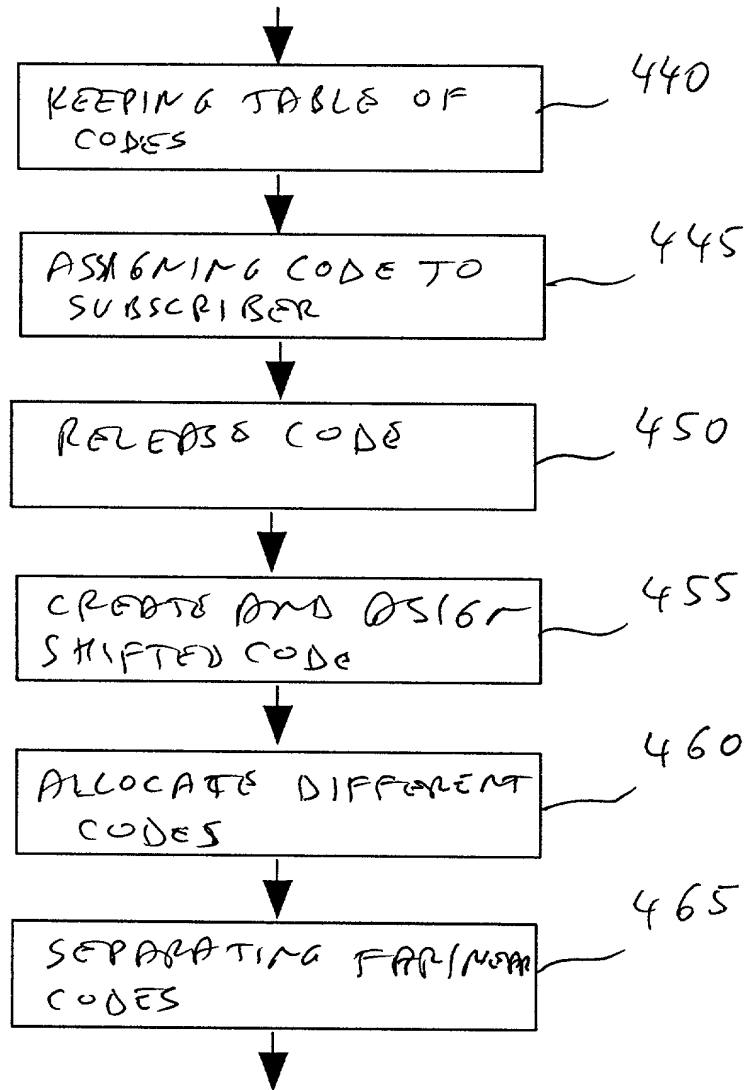 KEEPING TABLE OF
CODES
440
ASSIGNING CODE TO
SUBSCRIBER
445
RELEASE CODE
450
CREATE AND ASSIGN
SHIFTED CODE
455
ALLOCATE DIFFERENT
CODES
460
SEPARATING FAR/NEAR
CODES
465